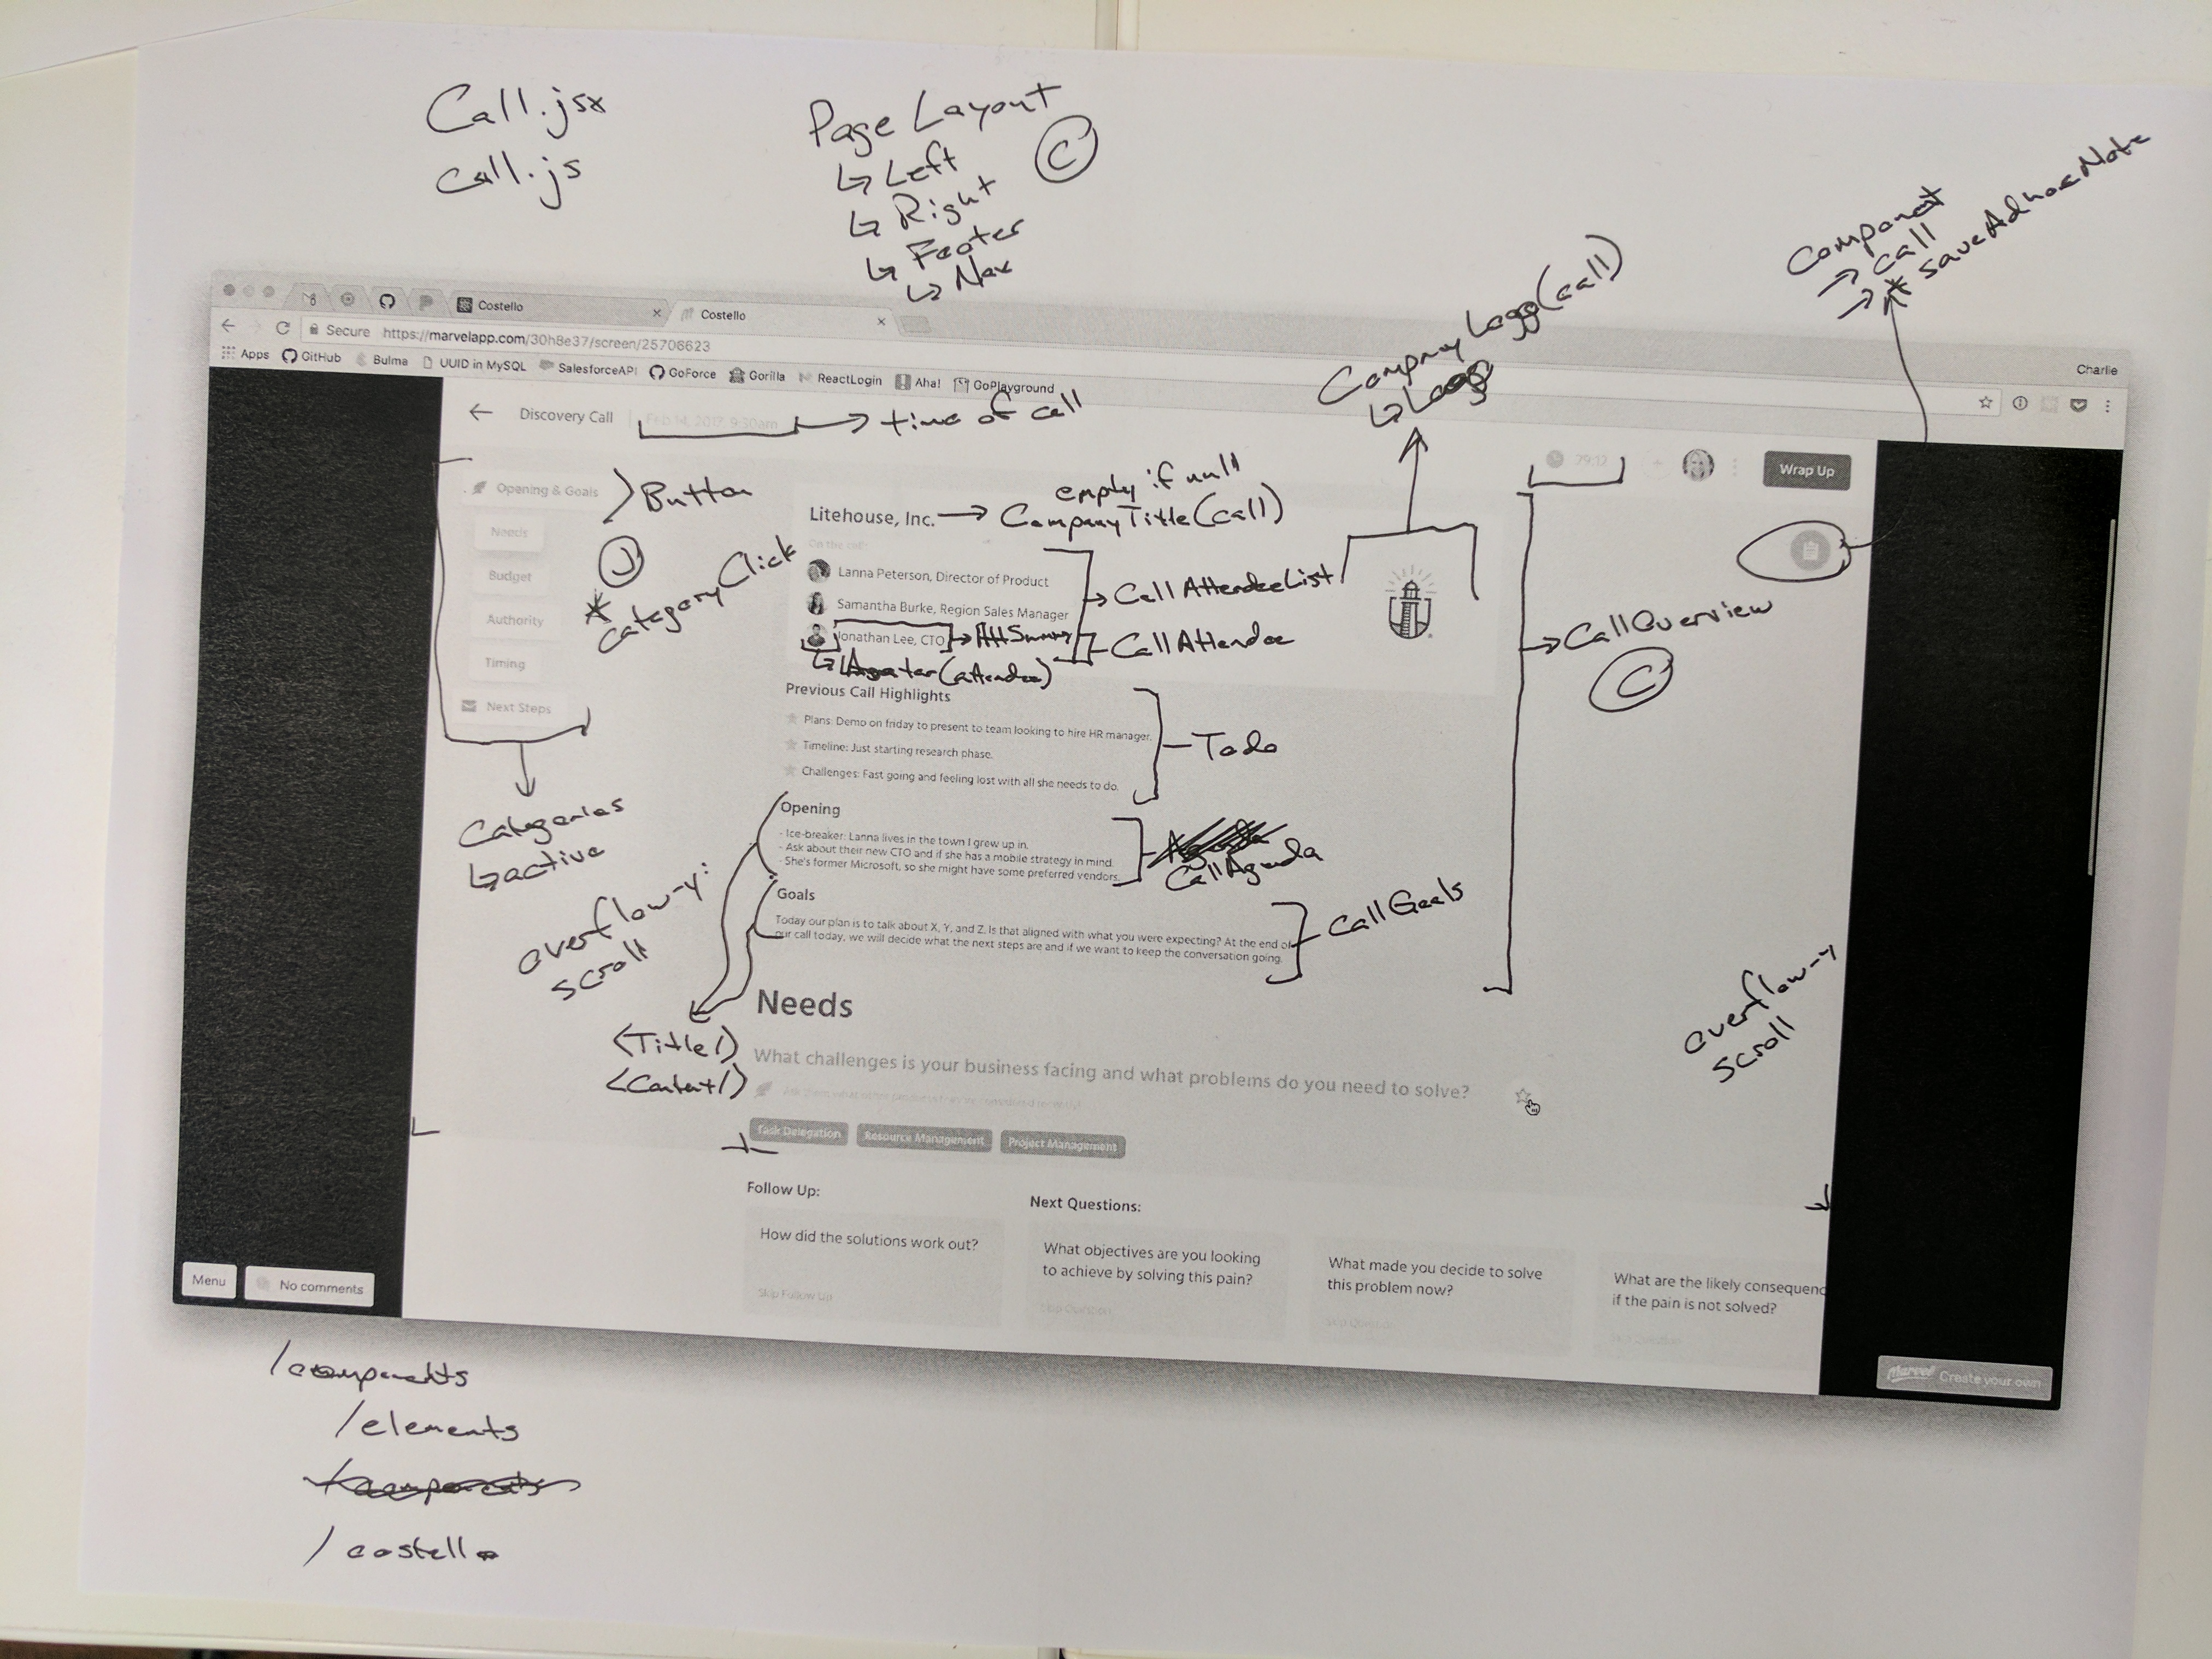 Call.jsx
call.js
Page Layout
↳ Left
↳ Right
↳ Footer
↳ Nav
C
Component
→ call
→ * saveAdhocNote
CompanyLogo(call)
↳ Logo
Costello
Costello
Secure https://marvelapp.com/30h8e37/screen/25706623
Charlie
Apps GitHub Bulma UUID in MySQL SalesforceAPI GoForce Gorilla ReactLogin Aha! GoPlayground
Discovery Call
Feb 14, 2017, 9:30am
→ time of call
29:12
Wrap Up
Opening & Goals
Needs
Budget
Authority
Timing
Next Steps
Button
* categoryClick
Categories
↳ active
empty if null
Litehouse, Inc. → CompanyTitle(call)
On the call:
Lanna Peterson, Director of Product
Samantha Burke, Region Sales Manager
Jonathan Lee, CTO
→ CallAttendeeList
CallAttendee
(attendee)
→ CallOverview
C
Previous Call Highlights
Plans: Demo on friday to present to team looking to hire HR manager.
Timeline: Just starting research phase.
Challenges: Fast going and feeling lost with all she needs to do.
Todo
Opening
- Ice-breaker: Lanna lives in the town I grew up in.
- Ask about their new CTO and if she has a mobile strategy in mind.
- She's former Microsoft, so she might have some preferred vendors.
CallAgenda
Goals
Today our plan is to talk about X, Y, and Z. Is that aligned with what you were expecting? At the end of
our call today, we will decide what the next steps are and if we want to keep the conversation going.
CallGoals
overflow-y:
scroll
overflow-y
scroll
<Title/>
<Content/>
Needs
What challenges is your business facing and what problems do you need to solve?
Task Delegation
Resource Management
Project Management
Follow Up:
How did the solutions work out?
Skip Follow Up
Next Questions:
What objectives are you looking
to achieve by solving this pain?
Skip Question
What made you decide to solve
this problem now?
Skip Question
What are the likely consequenc
if the pain is not solved?
Menu
No comments
Marvel Create your own
/components
/elements
/costello